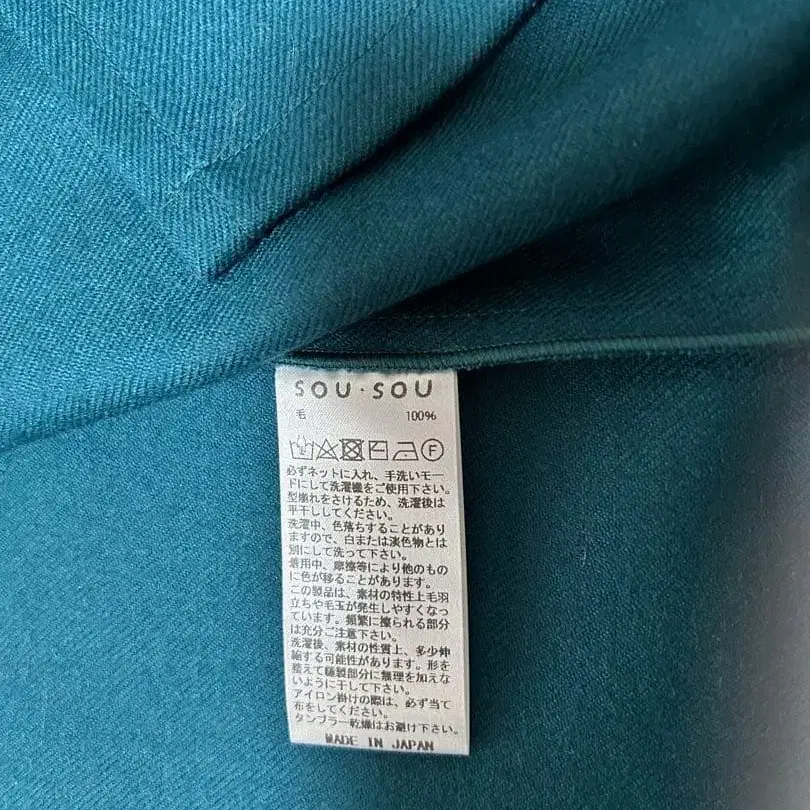 SOU・SOU
毛 100%
F
必ずネットに入れ、手洗いモー
ドにして洗濯機をご使用下さい。
型崩れをさけるため、洗濯後は
平干ししてください。
洗濯中、色落ちすることがあり
ますので、白または淡色物とは
別にして洗って下さい。
着用中、摩擦等により他のもの
に色が移ることがあります。
この製品は、素材の特性上毛羽
立ちや毛玉が発生しやすくなっ
ています。頻繁に擦られる部分
は充分ご注意下さい。
洗濯後、素材の性質上、多少伸
縮する可能性があります。形を
整えて縫製部分に無理を加えな
いように干して下さい。
アイロン掛けの際は、必ず当て
布をしてください。
タンブラー乾燥はお避け下さい。
MADE IN JAPAN